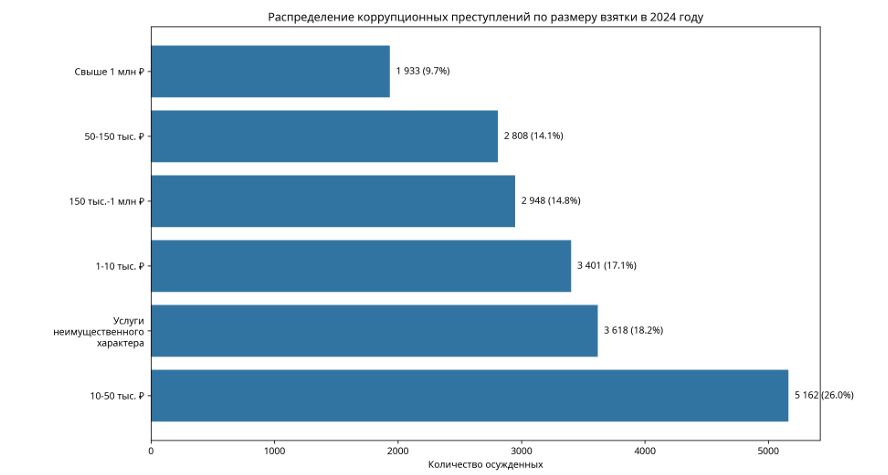 Распределение коррупционных преступлений по размеру взятки в 2024 году
Свыше 1 млн ₽
1 933 (9.7%)
50-150 тыс. ₽
2 808 (14.1%)
150 тыс.-1 млн ₽
2 948 (14.8%)
1-10 тыс. ₽
3 401 (17.1%)
Услуги
неимущественного
характера
3 618 (18.2%)
10-50 тыс. ₽
5 162 (26.0%)
0
1000
2000
3000
4000
5000
Количество осужденных